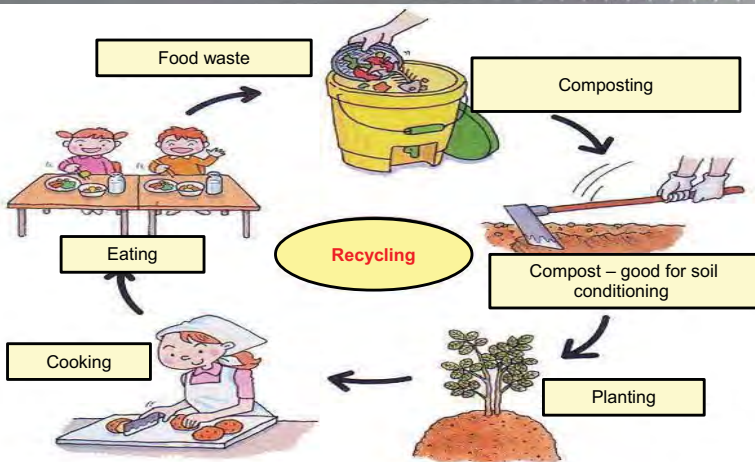 Food waste
Composting
Eating
Recycling
Compost – good for soil
conditioning
Cooking
Planting